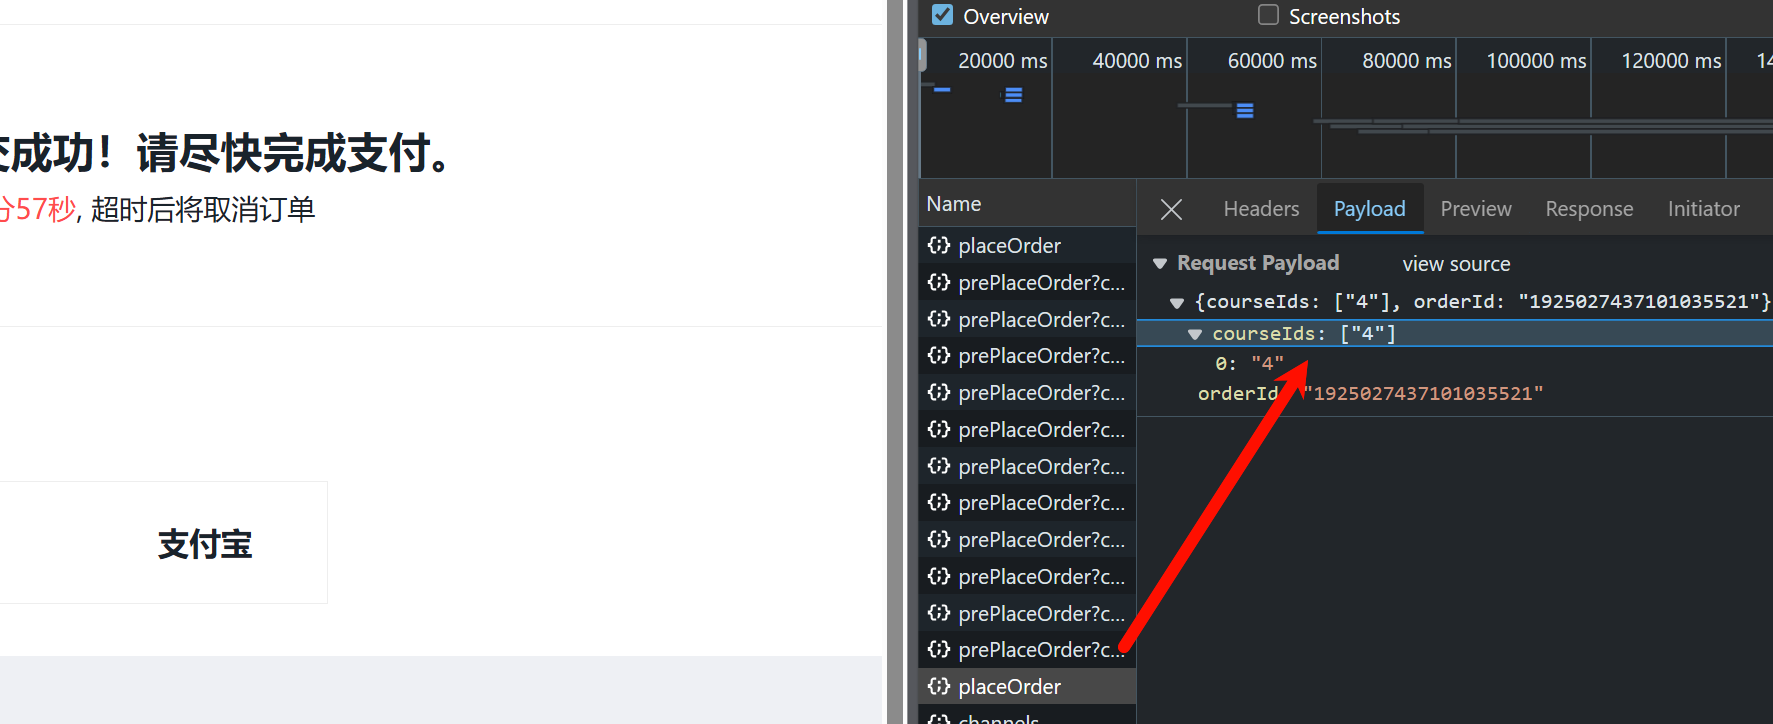 交成功！请尽快完成支付。
分57秒, 超时后将取消订单
支付宝
Overview
Screenshots
20000 ms 40000 ms 60000 ms 80000 ms 100000 ms 120000 ms 14
Name
placeOrder
prePlaceOrder?c...
prePlaceOrder?c...
prePlaceOrder?c...
prePlaceOrder?c...
prePlaceOrder?c...
prePlaceOrder?c...
prePlaceOrder?c...
prePlaceOrder?c...
prePlaceOrder?c...
prePlaceOrder?c...
prePlaceOrder?c...
placeOrder
channels
Headers Payload Preview Response Initiator
Request Payload view source
{courseIds: ["4"], orderId: "1925027437101035521"}
courseIds: ["4"]
0: "4"
orderId: "1925027437101035521"